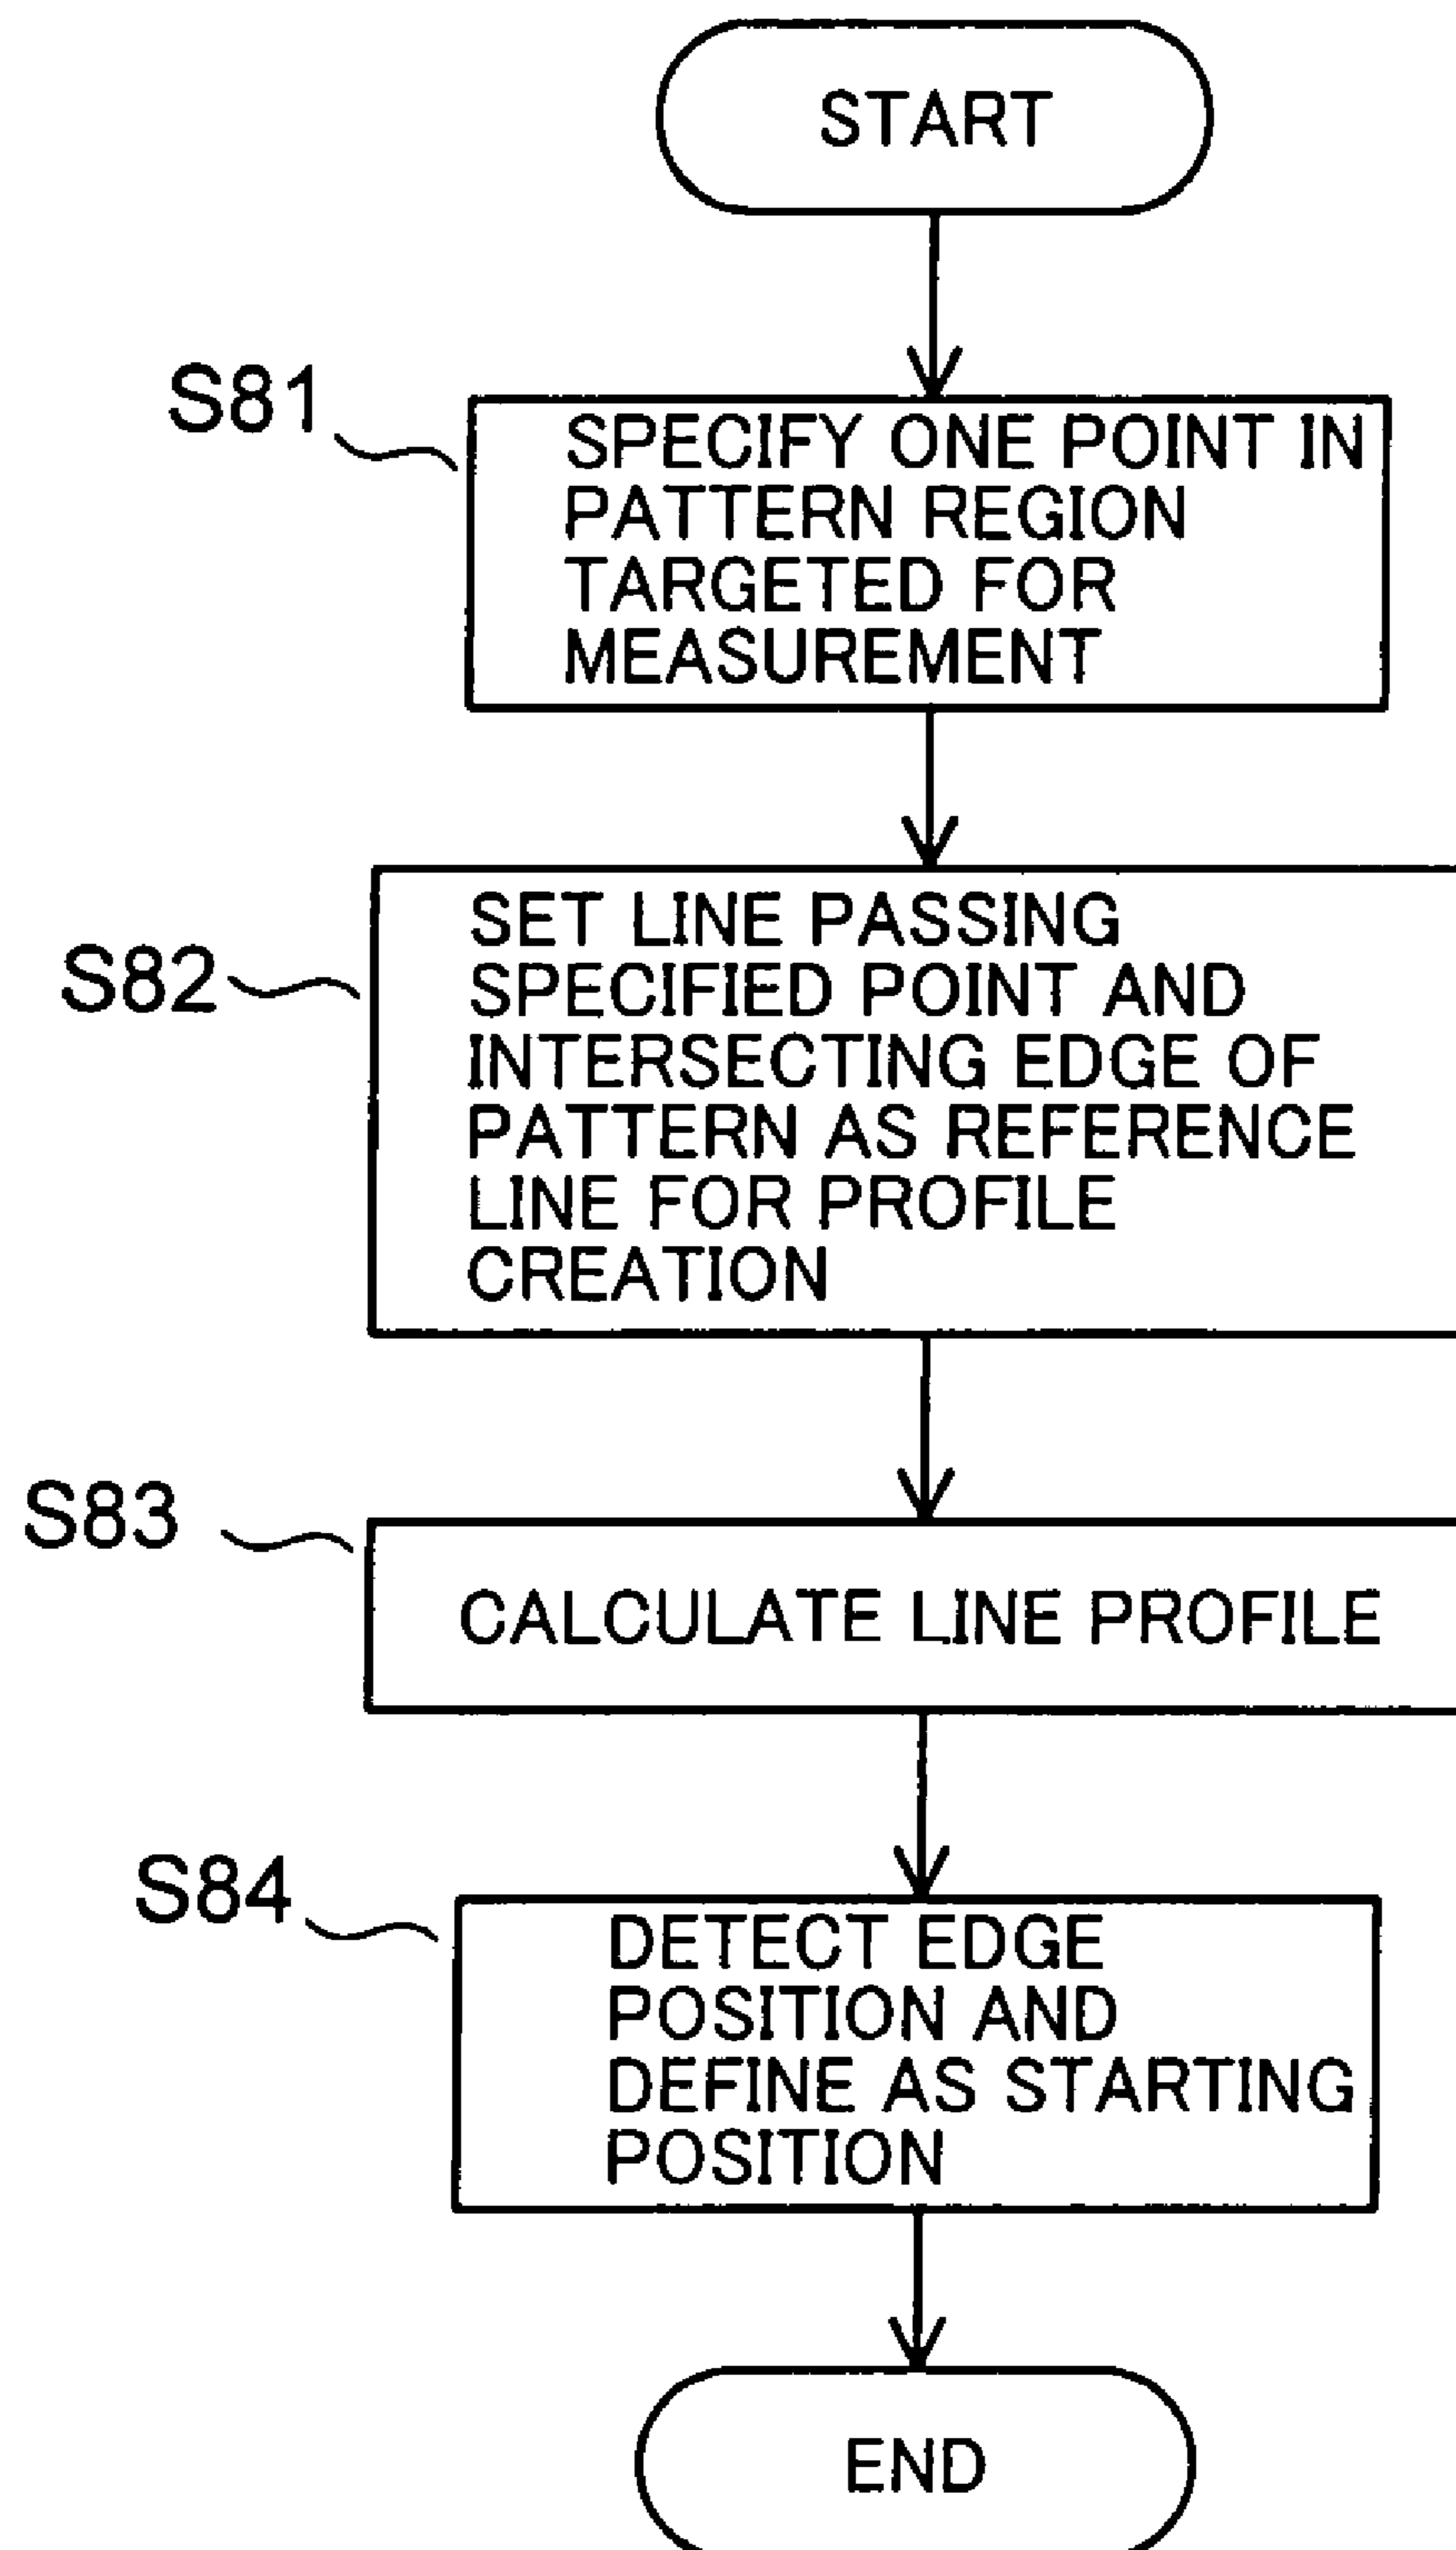 START
S81
SPECIFY ONE POINT IN
PATTERN REGION
TARGETED FOR
MEASUREMENT
S82
SET LINE PASSING
SPECIFIED POINT AND
INTERSECTING EDGE OF
PATTERN AS REFERENCE
LINE FOR PROFILE
CREATION
S83
CALCULATE LINE PROFILE
S84
DETECT EDGE
POSITION AND
DEFINE AS STARTING
POSITION
END